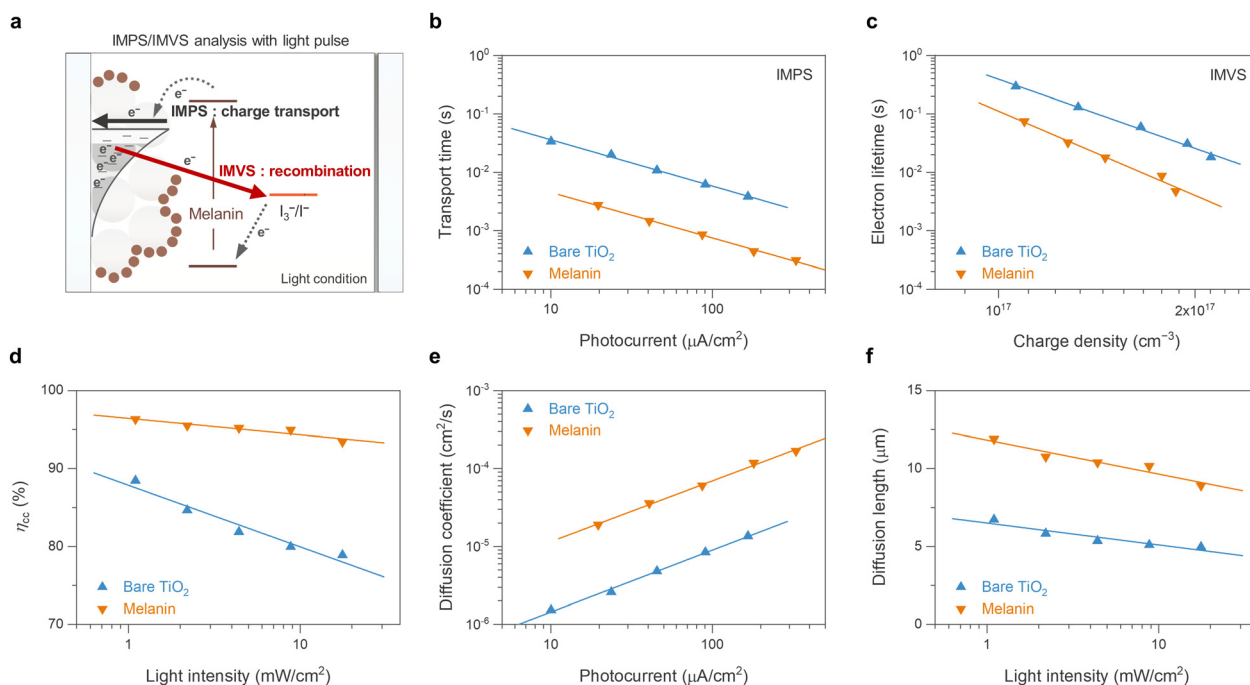 a
IMPS/IMVS analysis with light pulse
e⁻
e⁻
IMPS : charge transport
e⁻
e⁻ e⁻
e⁻
e⁻
IMVS : recombination
Melanin
I₃⁻/I⁻
e⁻
Light condition
b
IMPS
Transport time (s)
10⁰
10⁻¹
10⁻²
10⁻³
10⁻⁴
Bare TiO₂
Melanin
10
100
Photocurrent (μA/cm²)
c
IMVS
Electron lifetime (s)
10⁰
10⁻¹
10⁻²
10⁻³
10⁻⁴
Bare TiO₂
Melanin
10¹⁷
2x10¹⁷
Charge density (cm⁻³)
d
η_cc (%)
100
90
80
70
Bare TiO₂
Melanin
1
10
Light intensity (mW/cm²)
e
Diffusion coefficient (cm²/s)
10⁻³
10⁻⁴
10⁻⁵
10⁻⁶
Bare TiO₂
Melanin
10
100
Photocurrent (μA/cm²)
f
Diffusion length (μm)
15
10
5
0
Bare TiO₂
Melanin
1
10
Light intensity (mW/cm²)